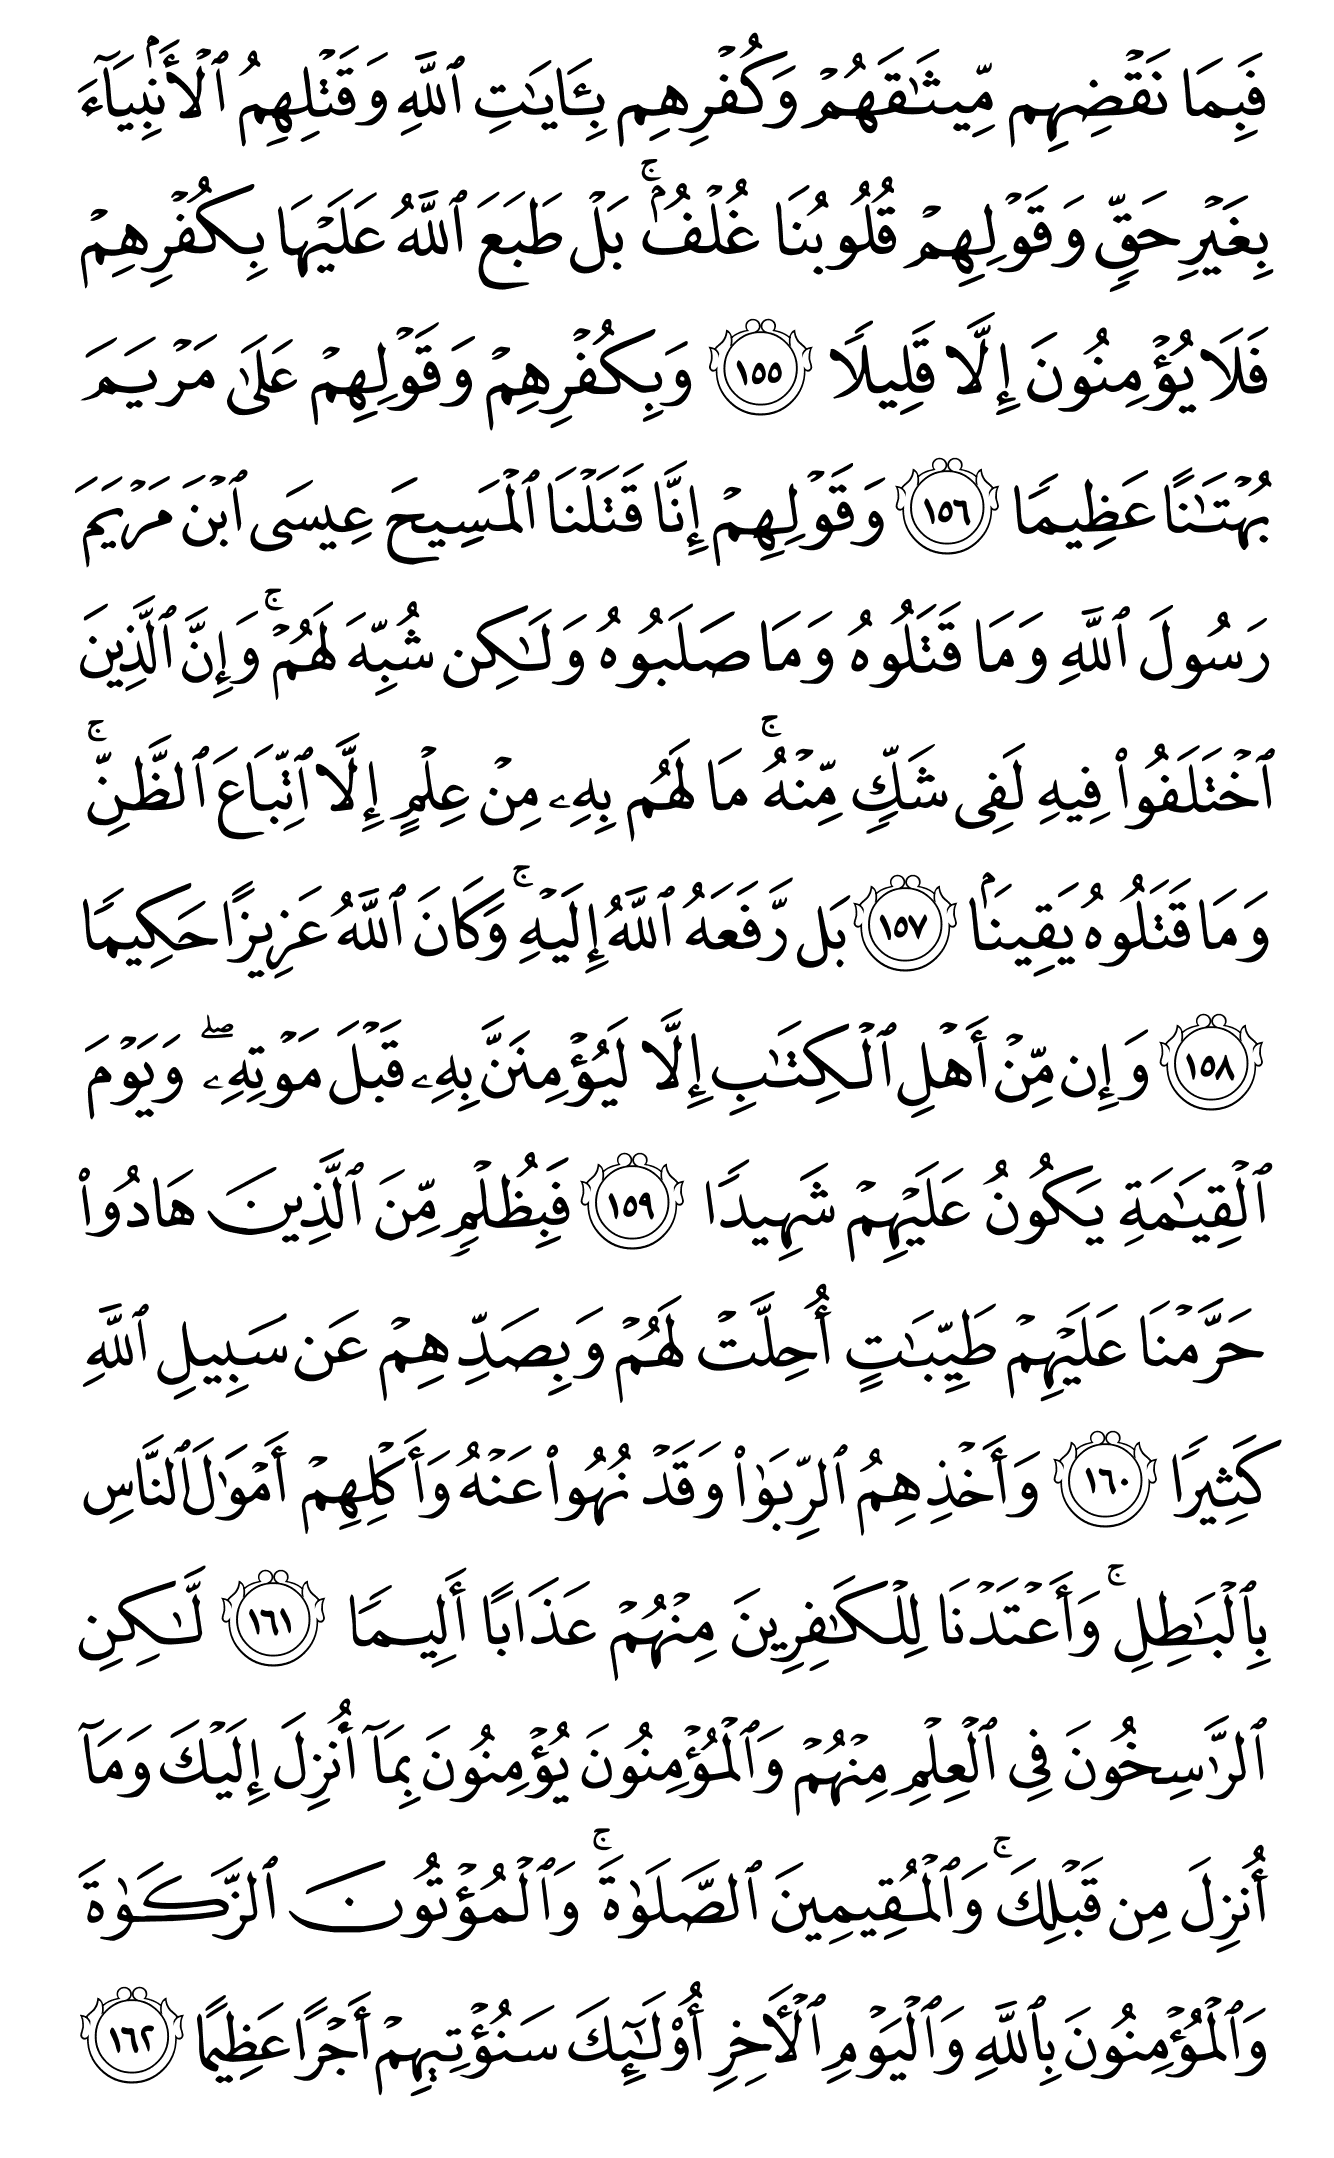 فَبِمَا نَقۡضِهِم مِّيثَٰقَهُمۡ وَكُفۡرِهِم بِـَٔايَٰتِ ٱللَّهِ وَقَتۡلِهِمُ ٱلۡأَنۢبِيَآءَ
بِغَيۡرِ حَقّٖ وَقَوۡلِهِمۡ قُلُوبُنَا غُلۡفُۢۚ بَلۡ طَبَعَ ٱللَّهُ عَلَيۡهَا بِكُفۡرِهِمۡ
فَلَا يُؤۡمِنُونَ إِلَّا قَلِيلٗا ١٥٥ وَبِكُفۡرِهِمۡ وَقَوۡلِهِمۡ عَلَىٰ مَرۡيَمَ
بُهۡتَٰنًا عَظِيمٗا ١٥٦ وَقَوۡلِهِمۡ إِنَّا قَتَلۡنَا ٱلۡمَسِيحَ عِيسَى ٱبۡنَ مَرۡيَمَ
رَسُولَ ٱللَّهِ وَمَا قَتَلُوهُ وَمَا صَلَبُوهُ وَلَٰكِن شُبِّهَ لَهُمۡۚ وَإِنَّ ٱلَّذِينَ
ٱخۡتَلَفُواْ فِيهِ لَفِي شَكّٖ مِّنۡهُۚ مَا لَهُم بِهِۦ مِنۡ عِلۡمٍ إِلَّا ٱتِّبَاعَ ٱلظَّنِّۚ
وَمَا قَتَلُوهُ يَقِينَۢا ١٥٧ بَل رَّفَعَهُ ٱللَّهُ إِلَيۡهِۚ وَكَانَ ٱللَّهُ عَزِيزًا حَكِيمٗا
١٥٨ وَإِن مِّنۡ أَهۡلِ ٱلۡكِتَٰبِ إِلَّا لَيُؤۡمِنَنَّ بِهِۦ قَبۡلَ مَوۡتِهِۦۖ وَيَوۡمَ
ٱلۡقِيَٰمَةِ يَكُونُ عَلَيۡهِمۡ شَهِيدٗا ١٥٩ فَبِظُلۡمٖ مِّنَ ٱلَّذِينَ هَادُواْ
حَرَّمۡنَا عَلَيۡهِمۡ طَيِّبَٰتٍ أُحِلَّتۡ لَهُمۡ وَبِصَدِّهِمۡ عَن سَبِيلِ ٱللَّهِ
كَثِيرٗا ١٦٠ وَأَخۡذِهِمُ ٱلرِّبَوٰاْ وَقَدۡ نُهُواْ عَنۡهُ وَأَكۡلِهِمۡ أَمۡوَٰلَ ٱلنَّاسِ
بِٱلۡبَٰطِلِۚ وَأَعۡتَدۡنَا لِلۡكَٰفِرِينَ مِنۡهُمۡ عَذَابًا أَلِيمٗا ١٦١ لَّٰكِنِ
ٱلرَّٰسِخُونَ فِي ٱلۡعِلۡمِ مِنۡهُمۡ وَٱلۡمُؤۡمِنُونَ يُؤۡمِنُونَ بِمَآ أُنزِلَ إِلَيۡكَ وَمَآ
أُنزِلَ مِن قَبۡلِكَۚ وَٱلۡمُقِيمِينَ ٱلصَّلَوٰةَۚ وَٱلۡمُؤۡتُونَ ٱلزَّكَوٰةَ
وَٱلۡمُؤۡمِنُونَ بِٱللَّهِ وَٱلۡيَوۡمِ ٱلۡأٓخِرِ أُوْلَٰٓئِكَ سَنُؤۡتِيهِمۡ أَجۡرًا عَظِيمًا ١٦٢